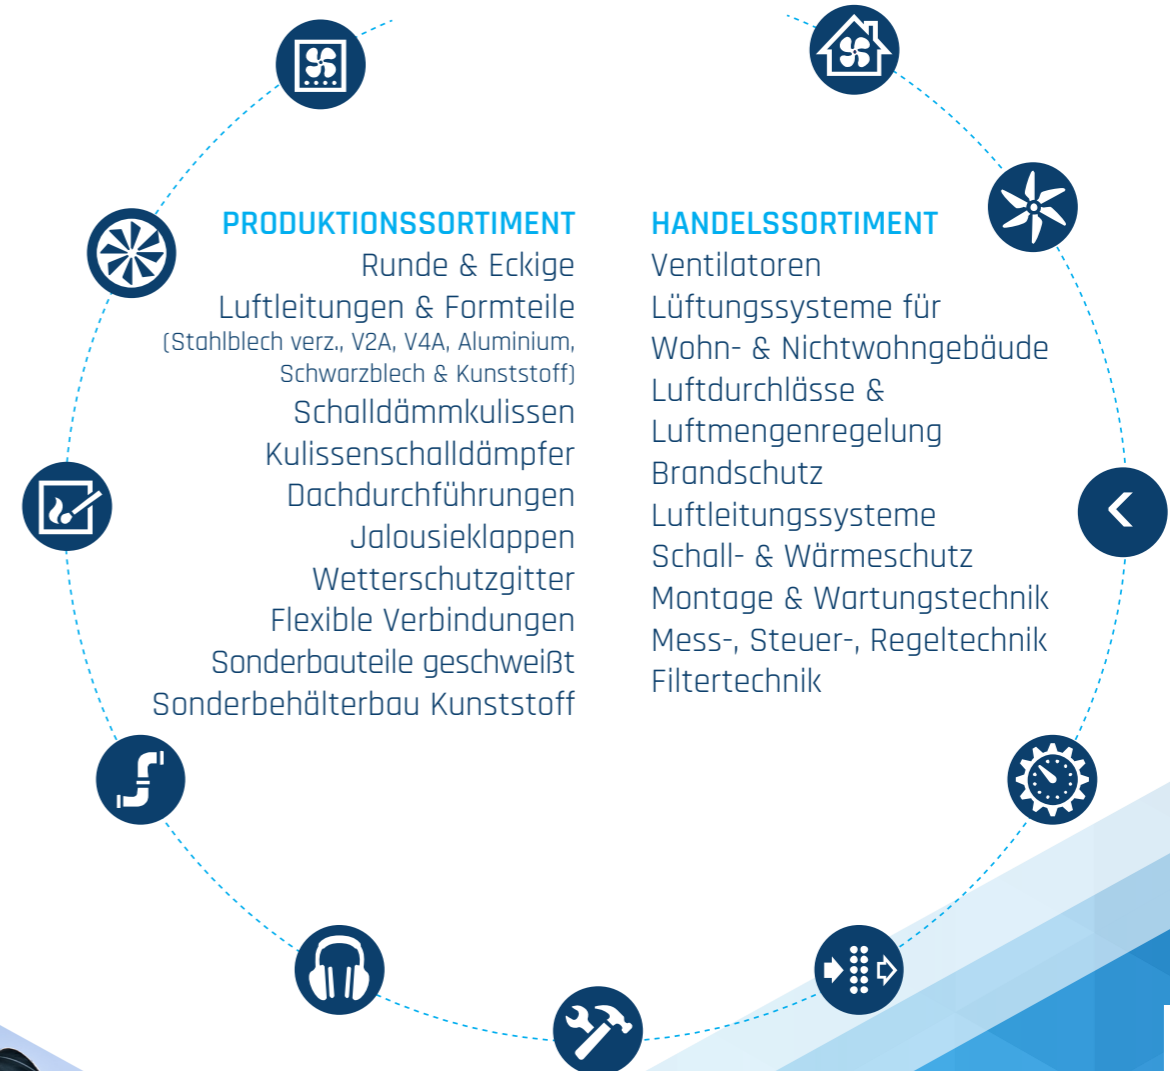 PRODUKTIONSSORTIMENT
Runde & Eckige
Luftleitungen & Formteile
(Stahlblech verz., V2A, V4A, Aluminium,
Schwarzblech & Kunststoff)
Schalldämmkulissen
Kulissenschalldämpfer
Dachdurchführungen
Jalousieklappen
Wetterschutzgitter
Flexible Verbindungen
Sonderbauteile geschweißt
Sonderbehälterbau Kunststoff
HANDELSSORTIMENT
Ventilatoren
Lüftungssysteme für
Wohn- & Nichtwohngebäude
Luftdurchlässe &
Luftmengenregelung
Brandschutz
Luftleitungssysteme
Schall- & Wärmeschutz
Montage & Wartungstechnik
Mess-, Steuer-, Regeltechnik
Filtertechnik